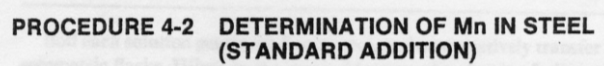 PROCEDURE 4-2 DETERMINATION OF Mn IN STEEL
(STANDARD ADDITION)